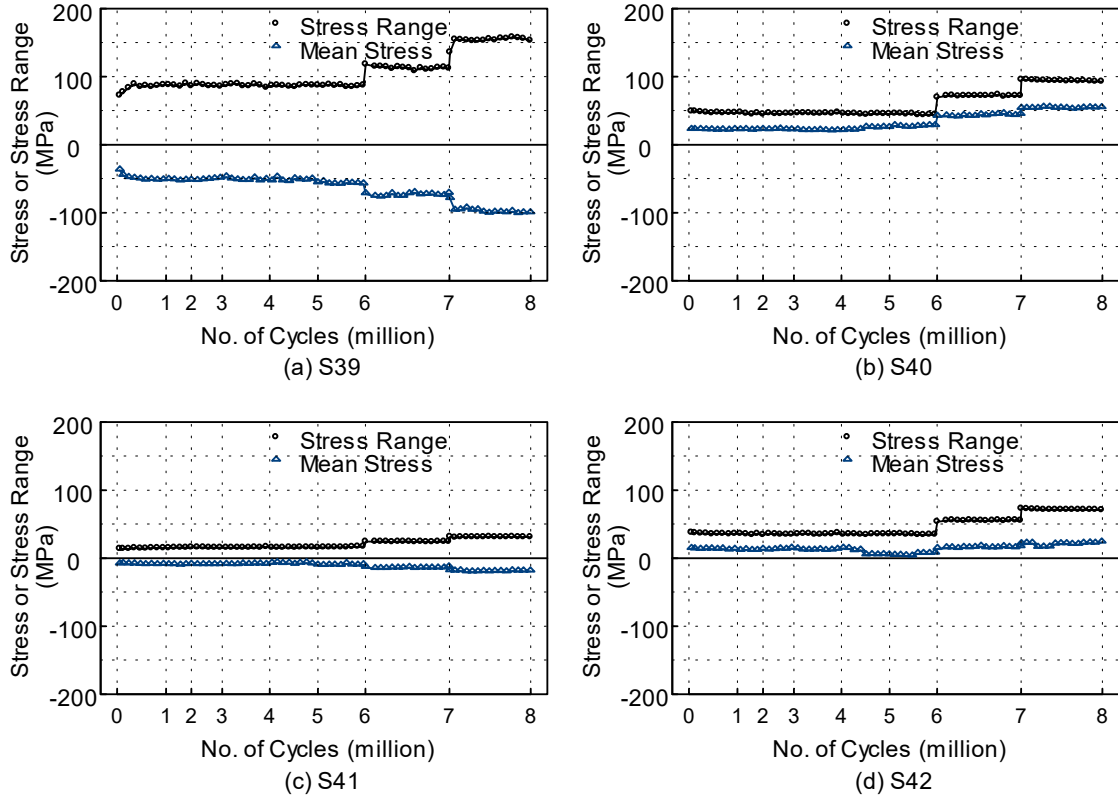 200
100
0
-100
-200
Stress or Stress Range
(MPa)
Stress Range
Mean Stress
0 1 2 3 4 5 6 7 8
No. of Cycles (million)
(a) S39
200
100
0
-100
-200
Stress or Stress Range
(MPa)
Stress Range
Mean Stress
0 1 2 3 4 5 6 7 8
No. of Cycles (million)
(b) S40
200
100
0
-100
-200
Stress or Stress Range
(MPa)
Stress Range
Mean Stress
0 1 2 3 4 5 6 7 8
No. of Cycles (million)
(c) S41
200
100
0
-100
-200
Stress or Stress Range
(MPa)
Stress Range
Mean Stress
0 1 2 3 4 5 6 7 8
No. of Cycles (million)
(d) S42